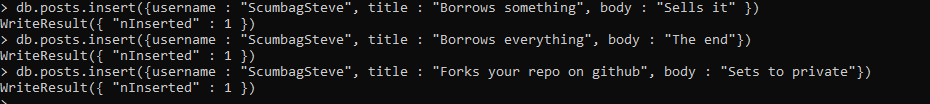 > db.posts.insert({username : "ScumbagSteve", title : "Borrows something", body : "Sells it" })
WriteResult({ "nInserted" : 1 })
> db.posts.insert({username : "ScumbagSteve", title : "Borrows everything", body : "The end"})
WriteResult({ "nInserted" : 1 })
> db.posts.insert({username : "ScumbagSteve", title : "Forks your repo on github", body : "Sets to private"})
WriteResult({ "nInserted" : 1 })
>